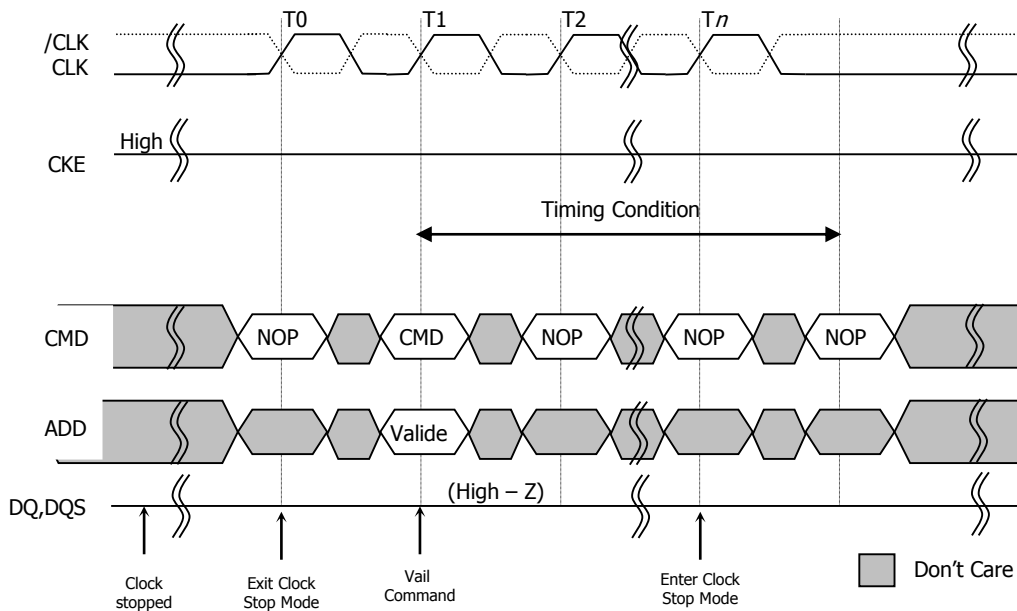 T0 T1 T2 Tn
/CLK
CLK
High
CKE
Timing Condition
CMD NOP CMD NOP NOP NOP
ADD Valide
(High – Z)
DQ,DQS
Clock
stopped
Exit Clock
Stop Mode
Vail
Command
Enter Clock
Stop Mode
Don't Care